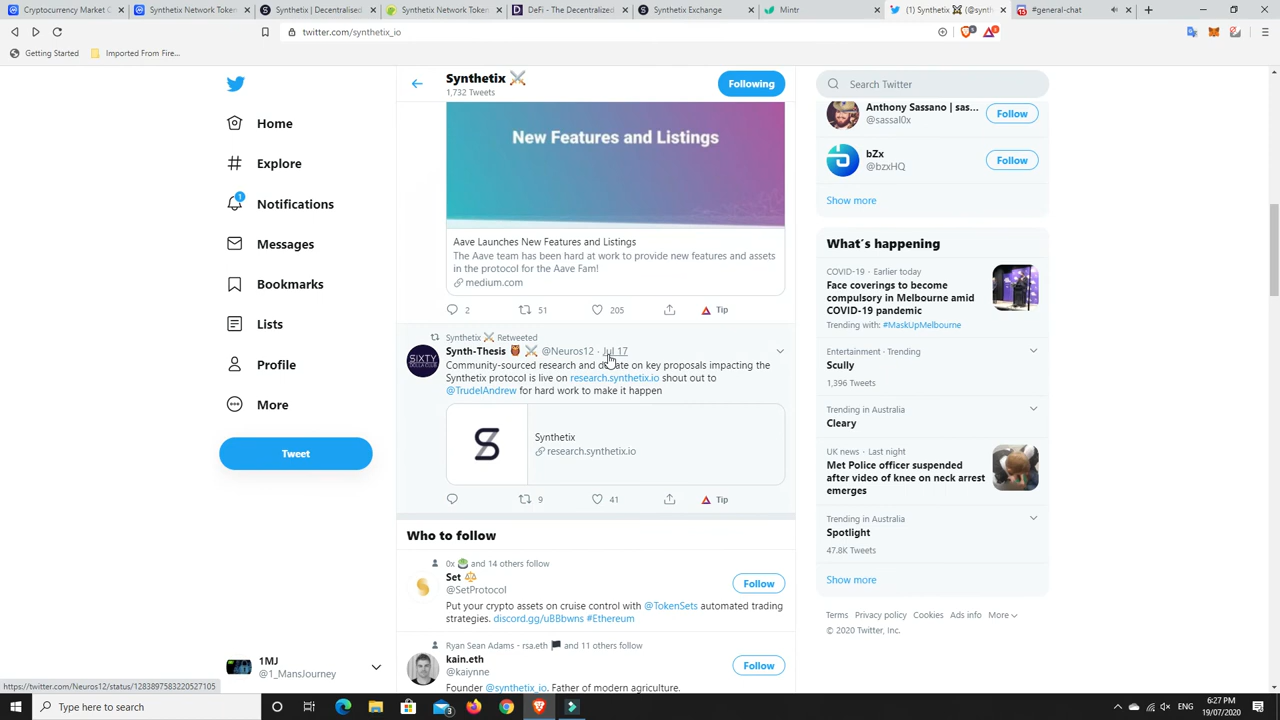 Cryptocurrency Market C
Synthetix Network Token
Synthetix | Decentralised
Synthetix Network Token
DeFi - The Decentralized
Synthetix Exchange
Mintr
(1) Synthetix ⚔️ (@synth
#general-chat
twitter.com/synthetix_io
Getting Started
Imported From Fire...
Synthetix ⚔️
1,732 Tweets
Following
Home
Explore
1
Notifications
Messages
Bookmarks
Lists
Profile
More
Tweet
1MJ
@1_MansJourney
New Features and Listings
Aave Launches New Features and Listings
The Aave team has been hard at work to provide new features and assets
in the protocol for the Aave Fam!
medium.com
2 51 205 Tip
Synthetix ⚔️ Retweeted
Synth-Thesis 🦉 ⚔️ @Neuros12 · Jul 17
Community-sourced research and debate on key proposals impacting the
Synthetix protocol is live on research.synthetix.io shout out to
@TrudelAndrew for hard work to make it happen
SIXTY
Synthetix
research.synthetix.io
9 41 Tip
Who to follow
0x and 14 others follow
Set ⚖️
@SetProtocol
Follow
Put your crypto assets on cruise control with @TokenSets automated trading
strategies. discord.gg/uBBbwns #Ethereum
Ryan Sean Adams - rsa.eth 🏴 and 11 others follow
kain.eth
@kaiynne
Follow
Founder @synthetix_io. Father of modern agriculture.
Search Twitter
Anthony Sassano | sas...
@sassal0x
Follow
bZx
@bzxHQ
Follow
Show more
What's happening
COVID-19 · Earlier today
Face coverings to become
compulsory in Melbourne amid
COVID-19 pandemic
Trending with: #MaskUpMelbourne
Entertainment · Trending
Scully
1,396 Tweets
Trending in Australia
Cleary
UK news · Last night
Met Police officer suspended
after video of knee on neck arrest
emerges
Trending in Australia
Spotlight
47.8K Tweets
Show more
Terms Privacy policy Cookies Ads info More
© 2020 Twitter, Inc.
https://twitter.com/Neuros12/status/1283897583220527105
Type here to search
ENG
6:27 PM
19/07/2020